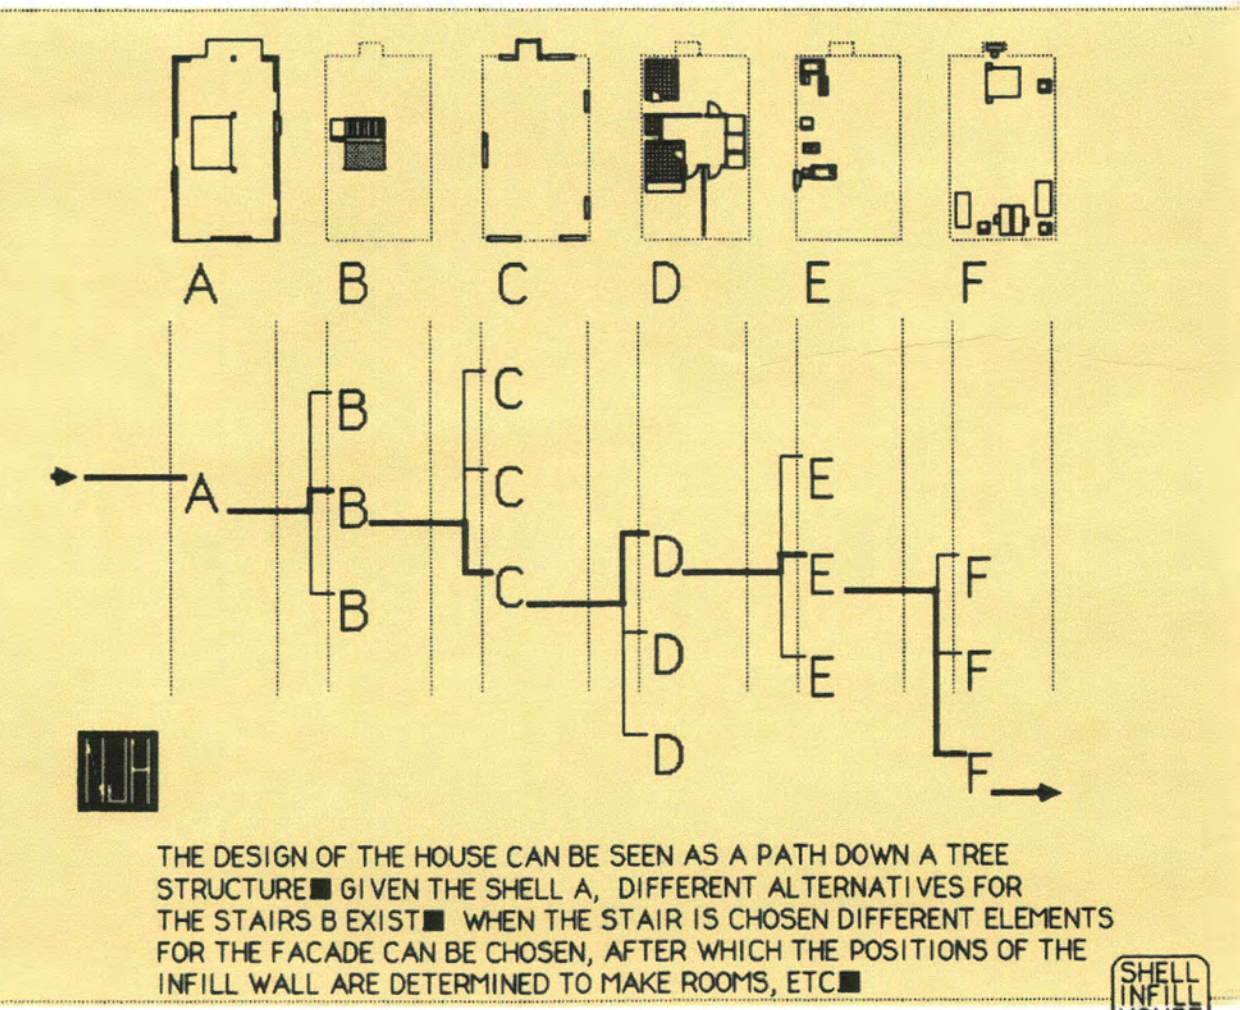 A B C D E F
C
B
C
E
A
B
E
D
F
C
B
D
F
E
D
F
THE DESIGN OF THE HOUSE CAN BE SEEN AS A PATH DOWN A TREE
STRUCTURE■ GIVEN THE SHELL A, DIFFERENT ALTERNATIVES FOR
THE STAIRS B EXIST■ WHEN THE STAIR IS CHOSEN DIFFERENT ELEMENTS
FOR THE FACADE CAN BE CHOSEN, AFTER WHICH THE POSITIONS OF THE
INFILL WALL ARE DETERMINED TO MAKE ROOMS, ETC■
SHELL
INFILL